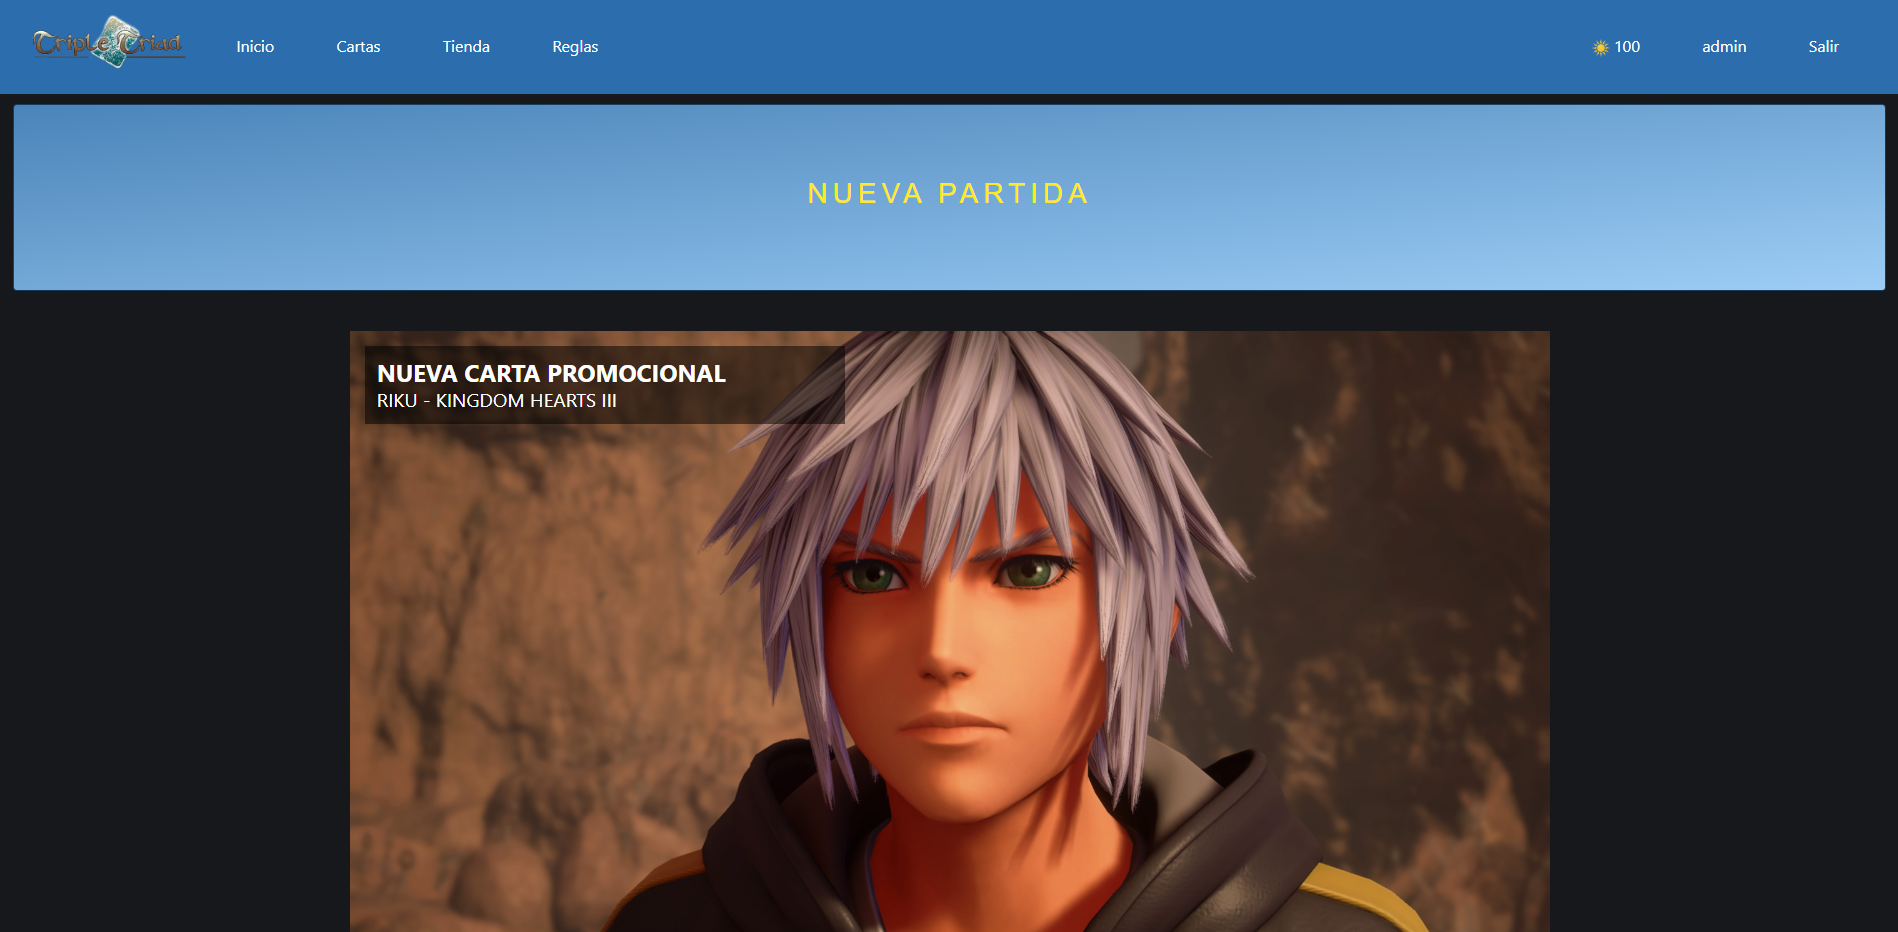 Triple Triad
Inicio
Cartas
Tienda
Reglas
100
admin
Salir
NUEVA PARTIDA
NUEVA CARTA PROMOCIONAL
RIKU - KINGDOM HEARTS III